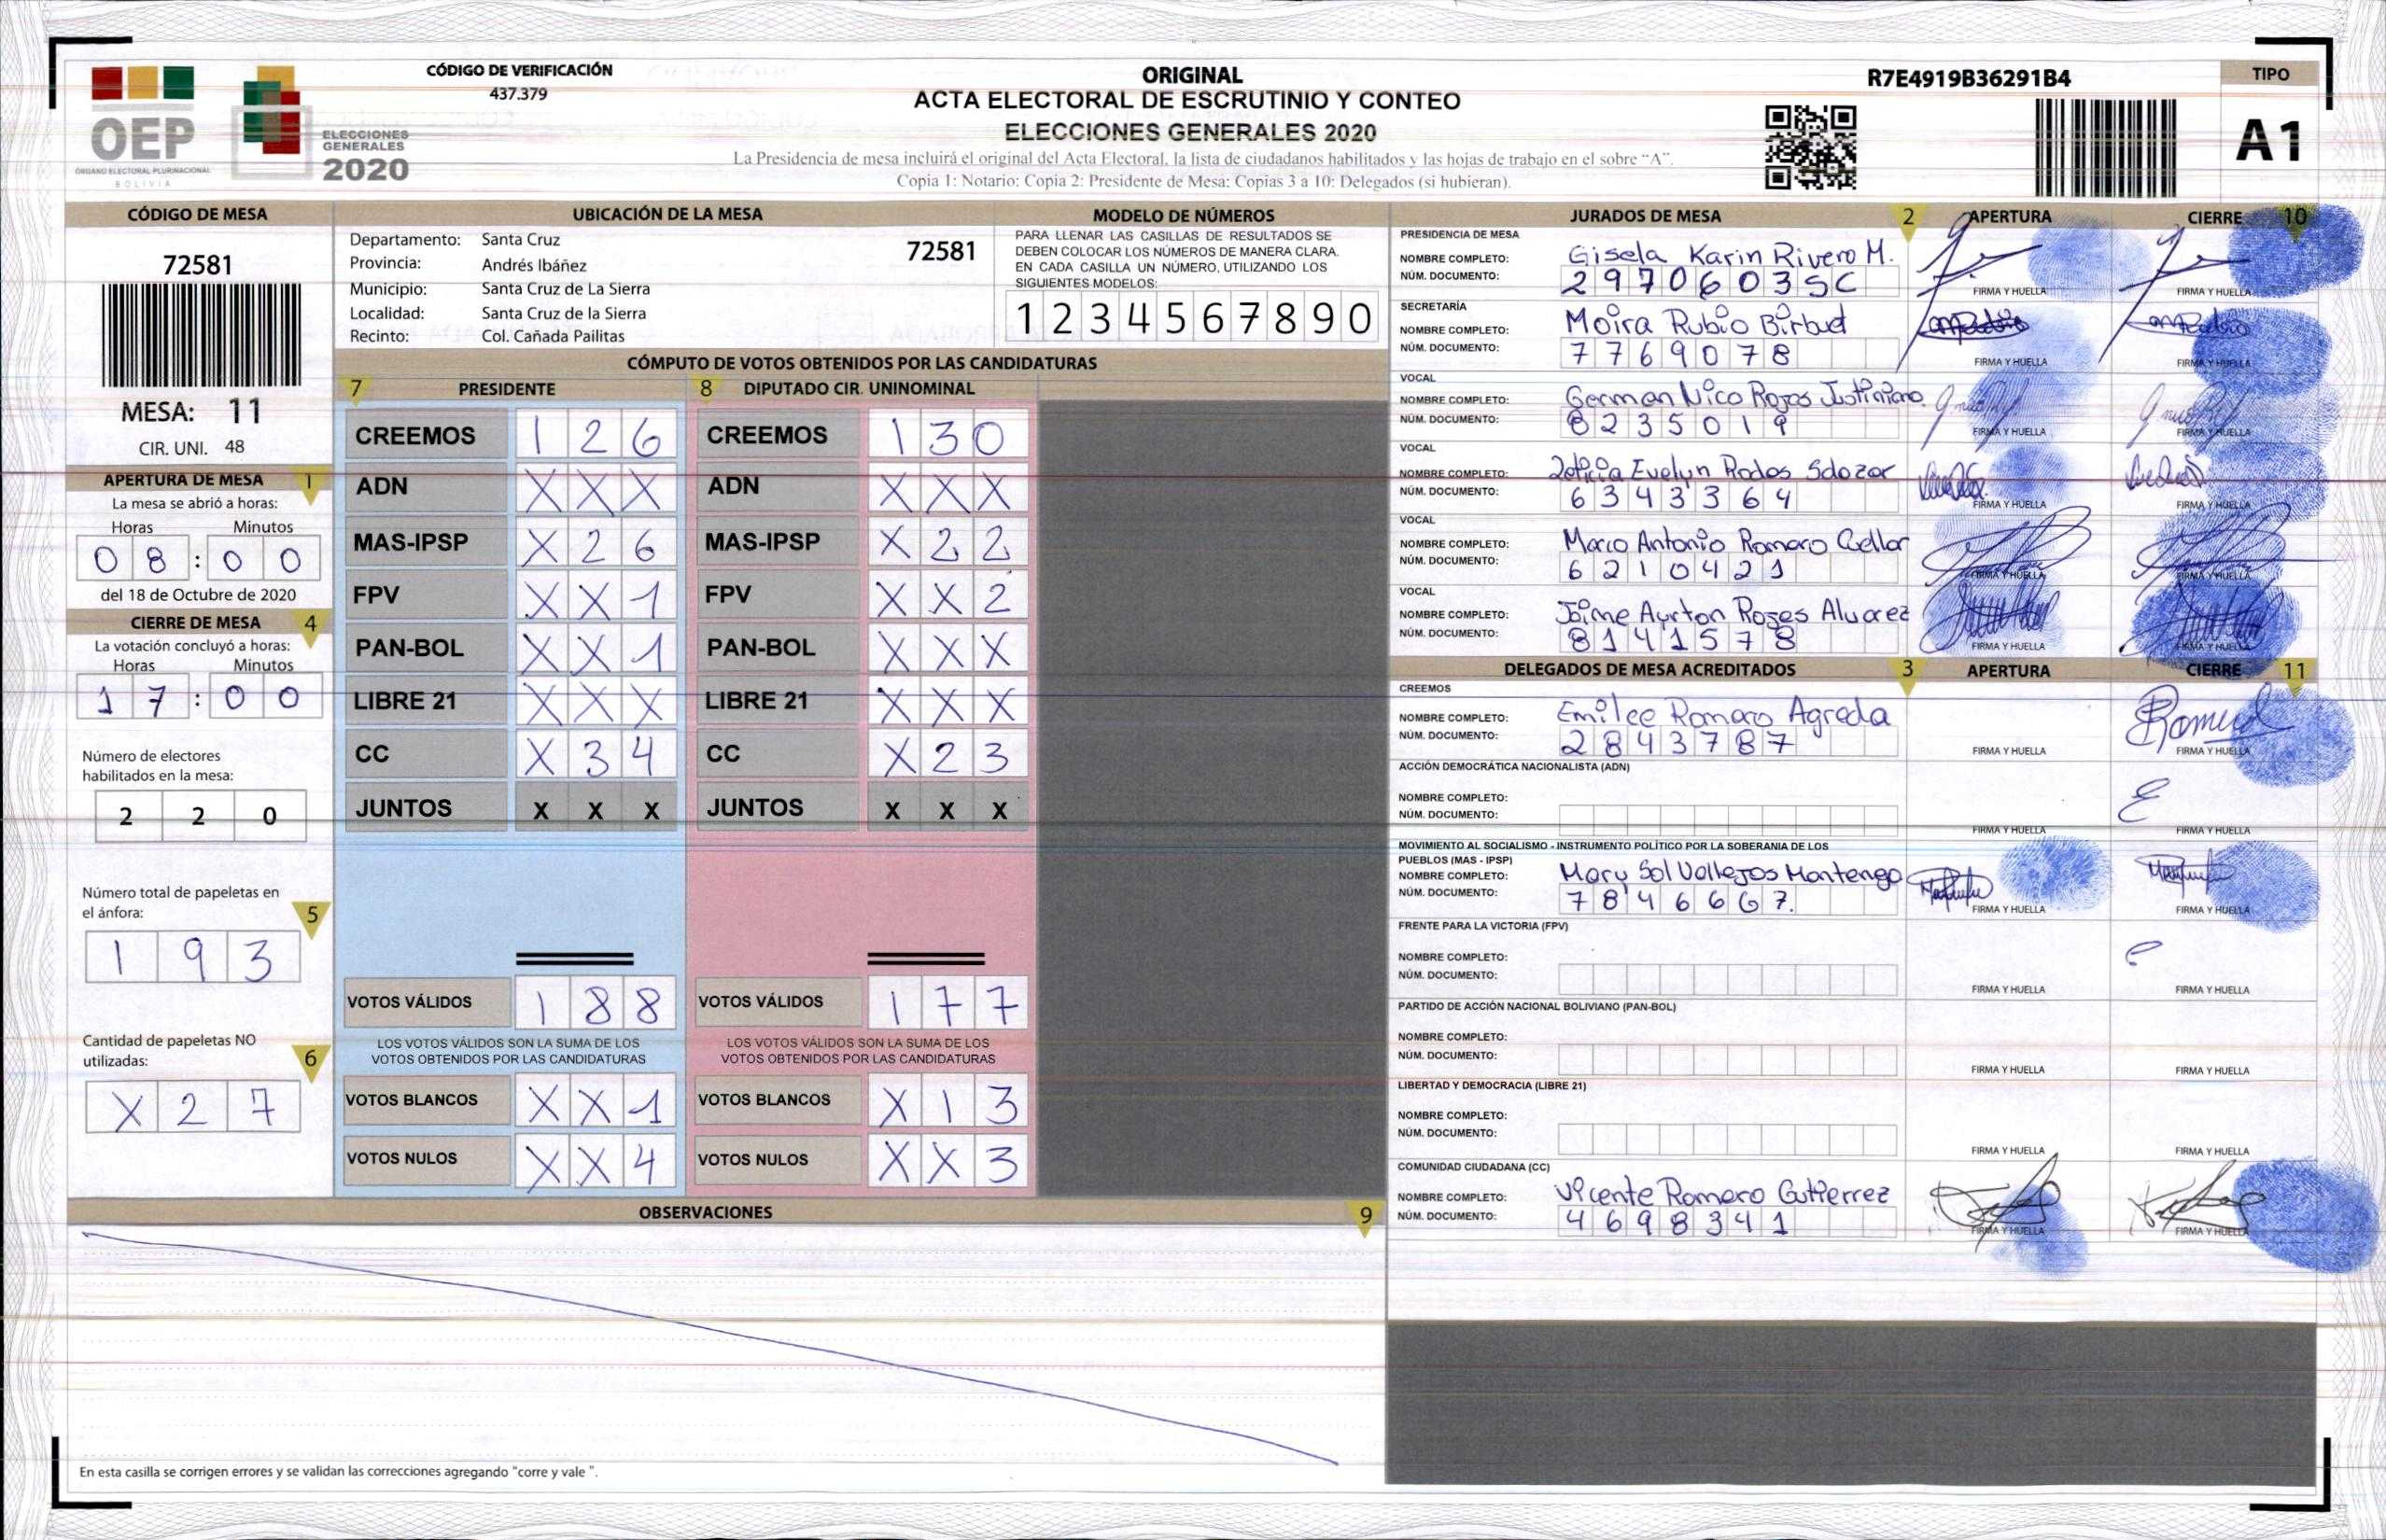 CÓDIGO DE VERIFICACIÓN
437.379
ORIGINAL
ACTA ELECTORAL DE ESCRUTINIO Y CONTEO
ELECCIONES GENERALES 2020
La Presidencia de mesa incluirá el original del Acta Electoral, la lista de ciudadanos habilitados y las hojas de trabajo en el sobre “A”.
Copia 1: Notario; Copia 2: Presidente de Mesa; Copias 3 a 10: Delegados (si hubieran).
R7E4919B36291B4
TIPO
A1
OEP
ÓRGANO ELECTORAL PLURINACIONAL
BOLIVIA
ELECCIONES
GENERALES
2020
CÓDIGO DE MESA
72581
MESA: 11
CIR. UNI. 48
APERTURA DE MESA 1
La mesa se abrió a horas:
Horas Minutos
0 8 : 0 0
del 18 de Octubre de 2020
CIERRE DE MESA 4
La votación concluyó a horas:
Horas Minutos
1 7 : 0 0
Número de electores
habilitados en la mesa:
2 2 0
Número total de papeletas en
el ánfora: 5
1 9 3
Cantidad de papeletas NO
utilizadas: 6
X 2 7
UBICACIÓN DE LA MESA
Departamento: Santa Cruz 72581
Provincia: Andrés Ibáñez
Municipio: Santa Cruz de La Sierra
Localidad: Santa Cruz de la Sierra
Recinto: Col. Cañada Pailitas
MODELO DE NÚMEROS
PARA LLENAR LAS CASILLAS DE RESULTADOS SE
DEBEN COLOCAR LOS NÚMEROS DE MANERA CLARA.
EN CADA CASILLA UN NÚMERO, UTILIZANDO LOS
SIGUIENTES MODELOS:
1 2 3 4 5 6 7 8 9 0
CÓMPUTO DE VOTOS OBTENIDOS POR LAS CANDIDATURAS
7 PRESIDENTE 8 DIPUTADO CIR. UNINOMINAL
CREEMOS 1 2 6 CREEMOS 1 3 0
ADN X X X ADN X X X
MAS-IPSP X 2 6 MAS-IPSP X 2 2
FPV X X 1 FPV X X 2
PAN-BOL X X 1 PAN-BOL X X X
LIBRE 21 X X X LIBRE 21 X X X
CC X 3 4 CC X 2 3
JUNTOS X X X JUNTOS X X X
VOTOS VÁLIDOS 1 8 8 VOTOS VÁLIDOS 1 7 7
LOS VOTOS VÁLIDOS SON LA SUMA DE LOS LOS VOTOS VÁLIDOS SON LA SUMA DE LOS
VOTOS OBTENIDOS POR LAS CANDIDATURAS VOTOS OBTENIDOS POR LAS CANDIDATURAS
VOTOS BLANCOS X X 1 VOTOS BLANCOS X 1 3
VOTOS NULOS X X 4 VOTOS NULOS X X 3
OBSERVACIONES 9
En esta casilla se corrigen errores y se validan las correcciones agregando "corre y vale ".
JURADOS DE MESA 2 APERTURA CIERRE 10
PRESIDENCIA DE MESA
NOMBRE COMPLETO: Gisela Karin Rivero M.
NÚM. DOCUMENTO: 2970603SC FIRMA Y HUELLA FIRMA Y HUELLA
SECRETARÍA
NOMBRE COMPLETO: Moira Rubio Birbuet
NÚM. DOCUMENTO: 7769078 FIRMA Y HUELLA FIRMA Y HUELLA
VOCAL
NOMBRE COMPLETO: German Nico Rojas Justiniano
NÚM. DOCUMENTO: 8235019 FIRMA Y HUELLA FIRMA Y HUELLA
VOCAL
NOMBRE COMPLETO: Evelyn
NÚM. DOCUMENTO: 6343364 FIRMA Y HUELLA FIRMA Y HUELLA
VOCAL
NOMBRE COMPLETO: Marco Antonio Romero Cuellar
NÚM. DOCUMENTO: 6210421 FIRMA Y HUELLA FIRMA Y HUELLA
VOCAL
NOMBRE COMPLETO: Jaime Ayrton Rojes Alvarez
NÚM. DOCUMENTO: 8141578 FIRMA Y HUELLA FIRMA Y HUELLA
DELEGADOS DE MESA ACREDITADOS 3 APERTURA CIERRE 11
CREEMOS
NOMBRE COMPLETO: Emilce Romero Agreda
NÚM. DOCUMENTO: 2843787 FIRMA Y HUELLA FIRMA Y HUELLA
ACCIÓN DEMOCRÁTICA NACIONALISTA (ADN)
NOMBRE COMPLETO:
NÚM. DOCUMENTO: FIRMA Y HUELLA FIRMA Y HUELLA
MOVIMIENTO AL SOCIALISMO - INSTRUMENTO POLÍTICO POR LA SOBERANIA DE LOS
PUEBLOS (MAS - IPSP)
NOMBRE COMPLETO: Mary Sol Vallejos Montengo
NÚM. DOCUMENTO: 7846667. FIRMA Y HUELLA FIRMA Y HUELLA
FRENTE PARA LA VICTORIA (FPV)
NOMBRE COMPLETO:
NÚM. DOCUMENTO: FIRMA Y HUELLA FIRMA Y HUELLA
PARTIDO DE ACCIÓN NACIONAL BOLIVIANO (PAN-BOL)
NOMBRE COMPLETO:
NÚM. DOCUMENTO: FIRMA Y HUELLA FIRMA Y HUELLA
LIBERTAD Y DEMOCRACIA (LIBRE 21)
NOMBRE COMPLETO:
NÚM. DOCUMENTO: FIRMA Y HUELLA FIRMA Y HUELLA
COMUNIDAD CIUDADANA (CC)
NOMBRE COMPLETO: Vicente Romero Gutierrez
NÚM. DOCUMENTO: 4698341 FIRMA Y HUELLA FIRMA Y HUELLA